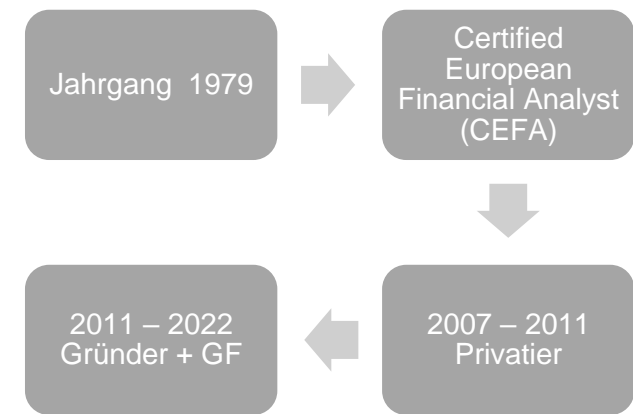 Jahrgang 1979
Certified
European
Financial Analyst
(CEFA)
2007 – 2011
Privatier
2011 – 2022
Gründer + GF